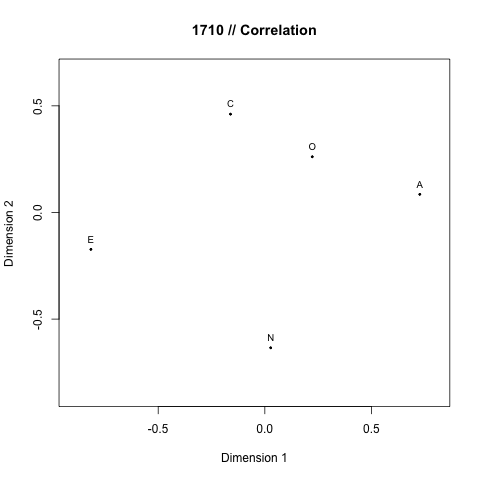 1710 // Correlation
C
O
A
E
N
0.5
0.0
-0.5
Dimension 2
-0.5
0.0
0.5
Dimension 1